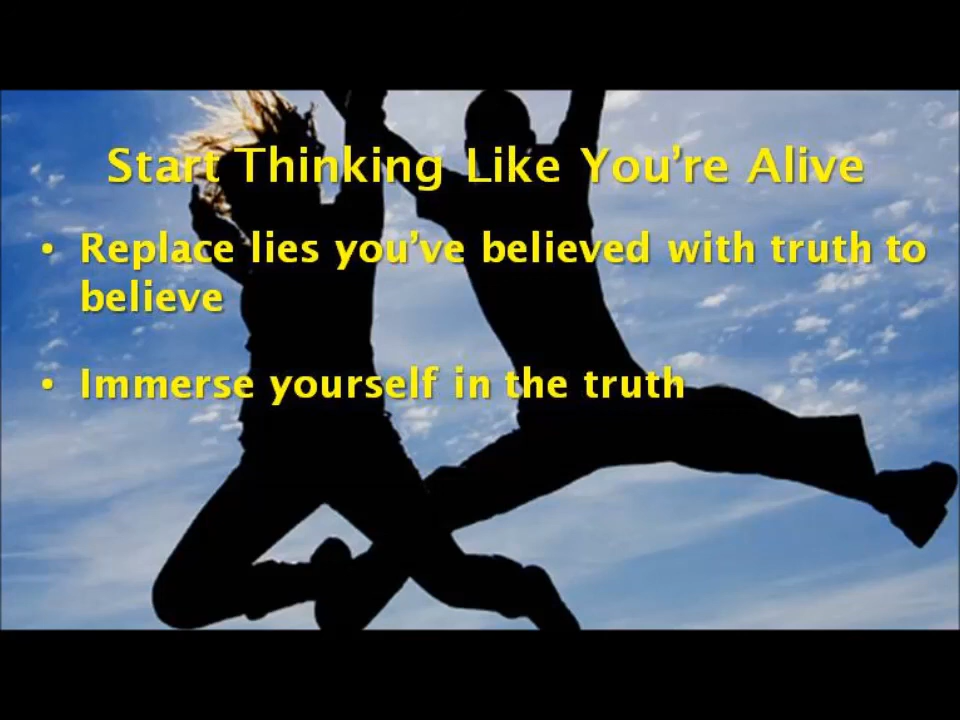 Start Thinking Like You’re Alive
• Replace lies you’ve believed with truth to
believe
• Immerse yourself in the truth